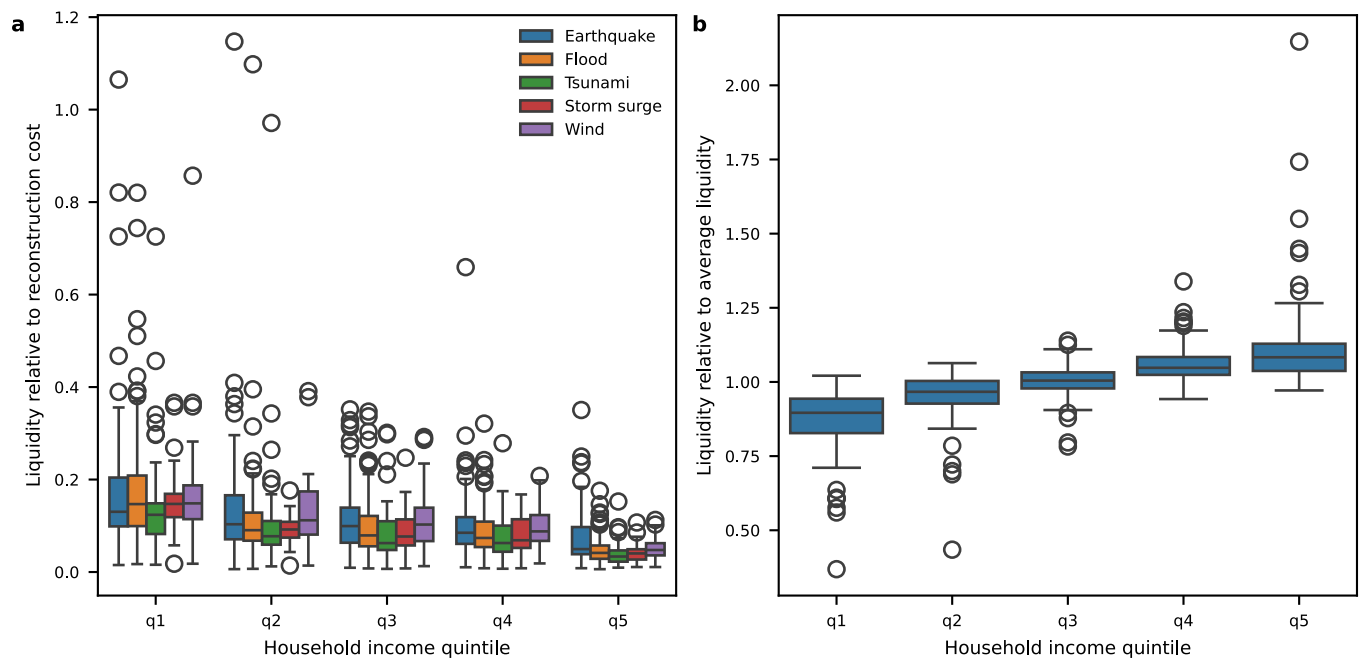 a
Liquidity relative to reconstruction cost
1.2
1.0
0.8
0.6
0.4
0.2
0.0
Earthquake
Flood
Tsunami
Storm surge
Wind
q1
q2
q3
q4
q5
Household income quintile
b
Liquidity relative to average liquidity
2.00
1.75
1.50
1.25
1.00
0.75
0.50
q1
q2
q3
q4
q5
Household income quintile